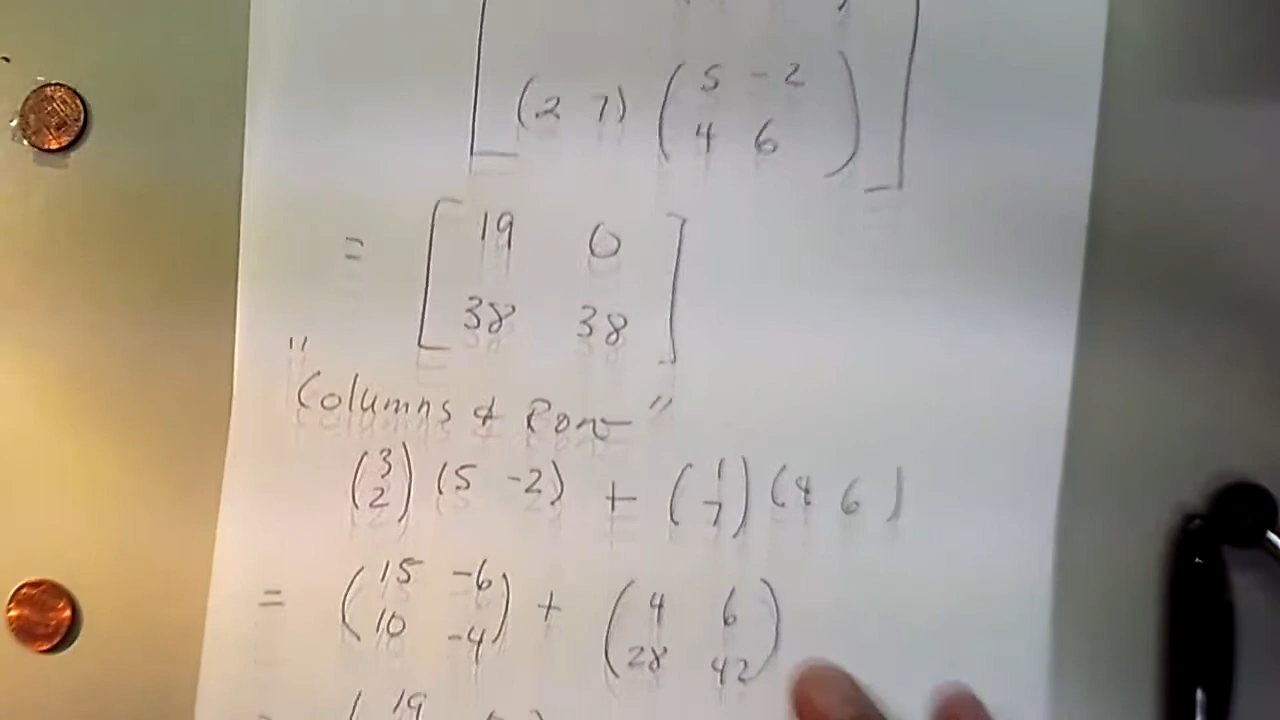 (2 7) ( 5 -2
4 6 )
= [ 19 0
38 38 ]
"Columns & Row"
(3 2) (5 -2) + (1 7) (4 6)
= ( 15 -6 ) + ( 4 6 )
10 -4 28 42
19